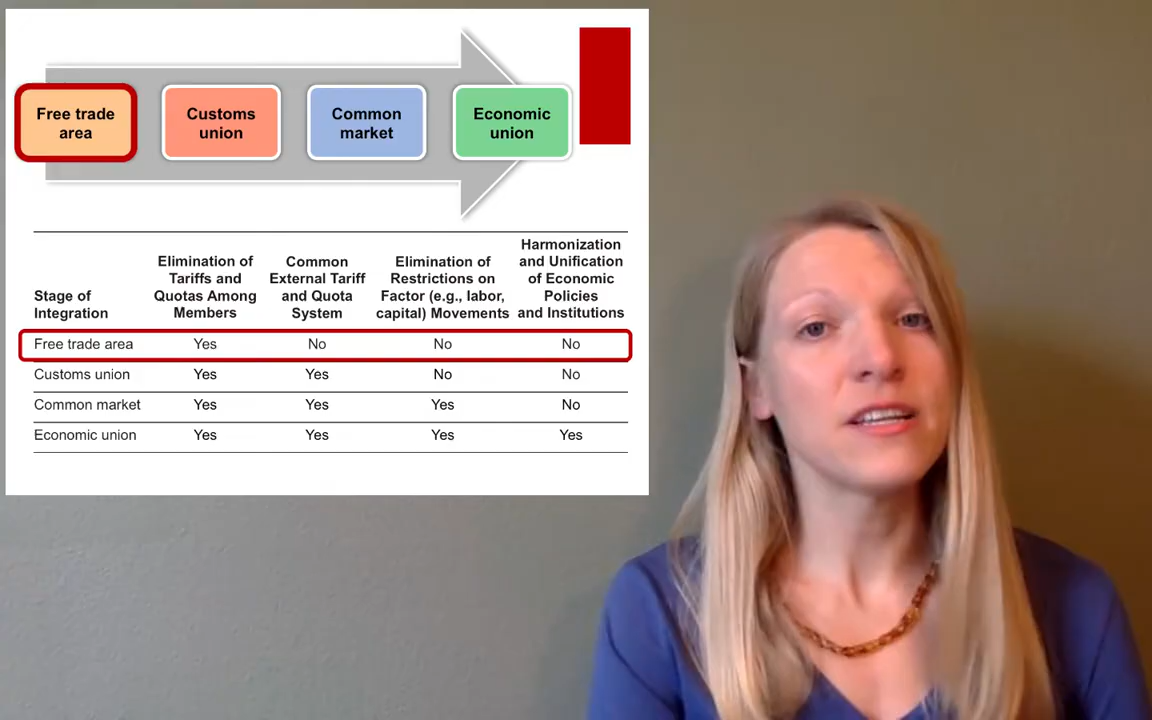 Free trade
area
Customs
union
Common
market
Economic
union
Stage of
Integration
Elimination of
Tariffs and
Quotas Among
Members
Common
External Tariff
and Quota
System
Elimination of
Restrictions on
Factor (e.g., labor,
capital) Movements
Harmonization
and Unification
of Economic
Policies
and Institutions
Free trade area Yes No No No
Customs union Yes Yes No No
Common market Yes Yes Yes No
Economic union Yes Yes Yes Yes